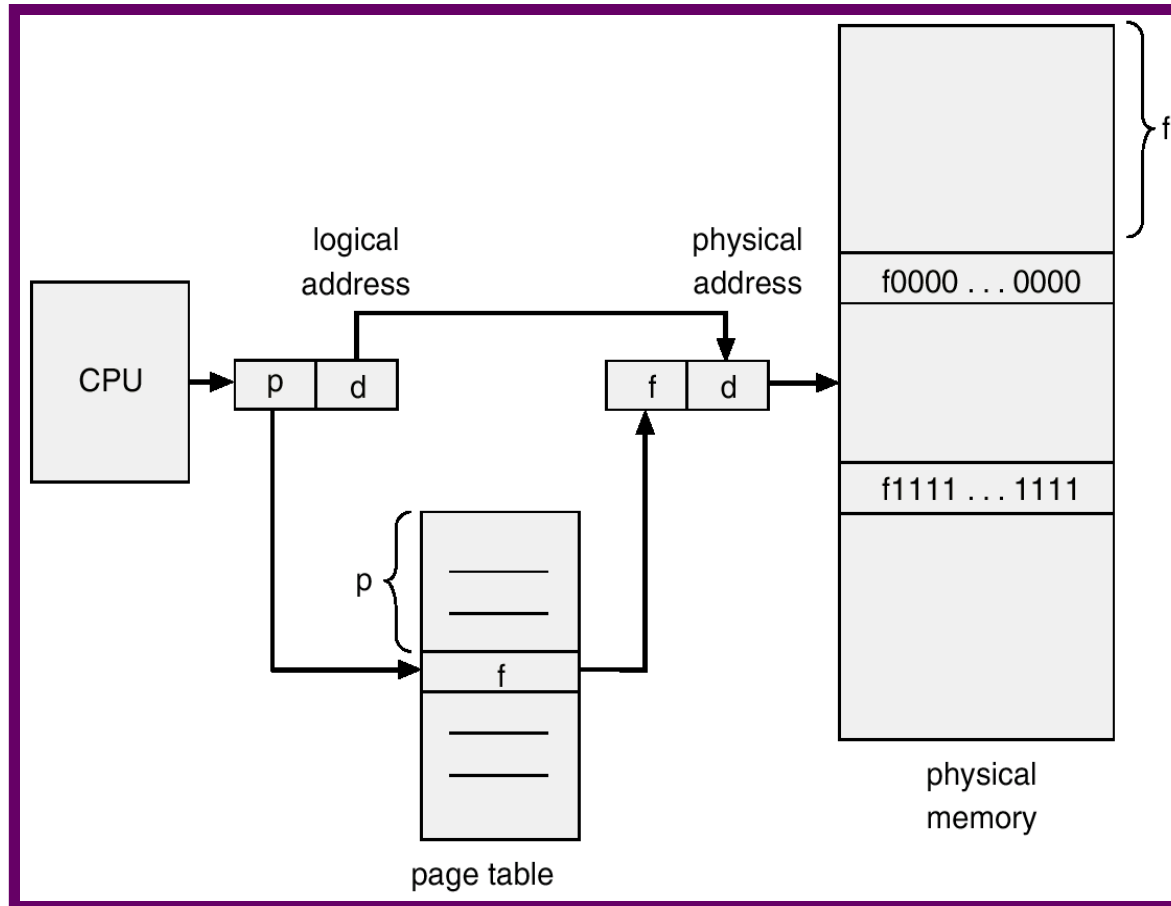 f
f0000 . . . 0000
logical
address
physical
address
CPU
p
d
f
d
f1111 . . . 1111
p
f
physical
memory
page table